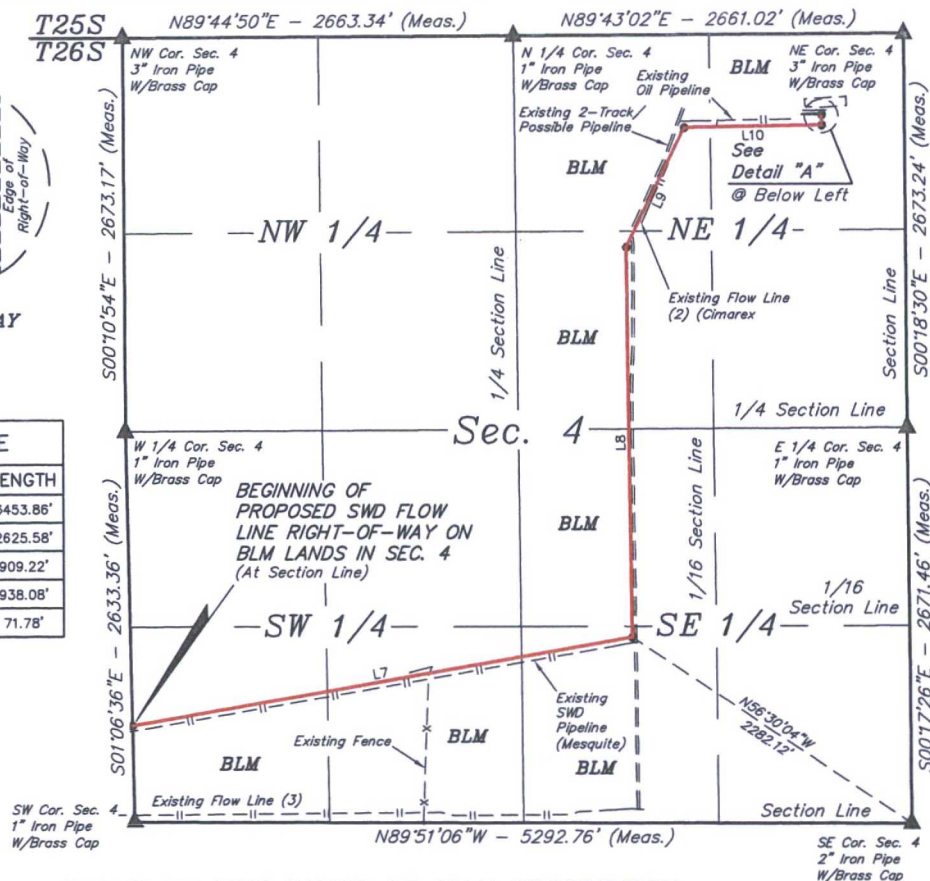 T25S
T26S
N89°44'50"E - 2663.34' (Meas.)
N89°43'02"E - 2661.02' (Meas.)
NW Cor. Sec. 4
3" Iron Pipe
W/Brass Cap
N 1/4 Cor. Sec. 4
1" Iron Pipe
W/Brass Cap
BLM
NE Cor. Sec. 4
3" Iron Pipe
W/Brass Cap
Existing
Oil Pipeline
Existing 2-Track/
Possible Pipeline
L10
See
Detail "A"
@ Below Left
Edge of
Right-of-Way
AY
S00°10'54"E - 2673.17' (Meas.)
BLM
L9
NW 1/4
NE 1/4
S00°18'30"E - 2673.24' (Meas.)
Section Line
1/4 Section Line
Existing Flow Line
(2) (Cimarex
BLM
Sec. 4
1/4 Section Line
W 1/4 Cor. Sec. 4
1" Iron Pipe
W/Brass Cap
E 1/4 Cor. Sec. 4
1" Iron Pipe
W/Brass Cap
L8
1/16 Section Line
E
ENGTH
3453.86'
2625.58'
909.22'
938.08'
71.78'
BEGINNING OF
PROPOSED SWD FLOW
LINE RIGHT-OF-WAY ON
BLM LANDS IN SEC. 4
(At Section Line)
BLM
1/16
Section Line
S01°06'36"E - 2633.36' (Meas.)
SW 1/4
SE 1/4
S00°17'26"E - 2671.46' (Meas.)
L7
Existing
SWD
Pipeline
(Mesquite)
N56°30'04"W
2282.12'
Existing Fence
BLM
BLM
BLM
SW Cor. Sec. 4
1" Iron Pipe
W/Brass Cap
Existing Flow Line (3)
Section Line
N89°51'06"W - 5292.76' (Meas.)
SE Cor. Sec. 4
2" Iron Pipe
W/Brass Cap